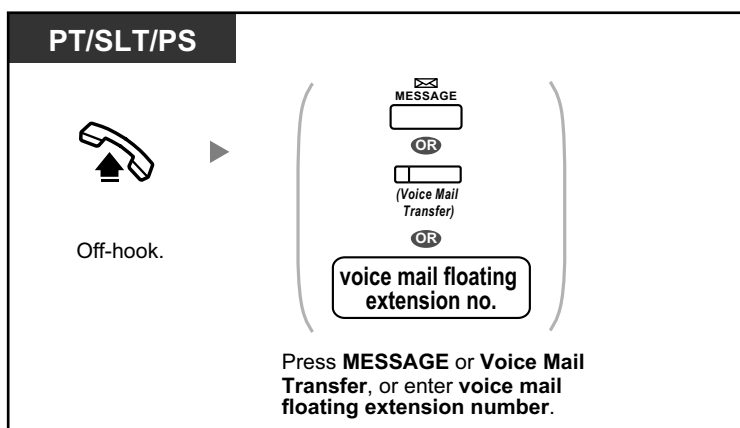 PT/SLT/PS
MESSAGE
OR
(Voice Mail
Transfer)
OR
voice mail floating
extension no.
Off-hook.
Press MESSAGE or Voice Mail
Transfer, or enter voice mail
floating extension number.